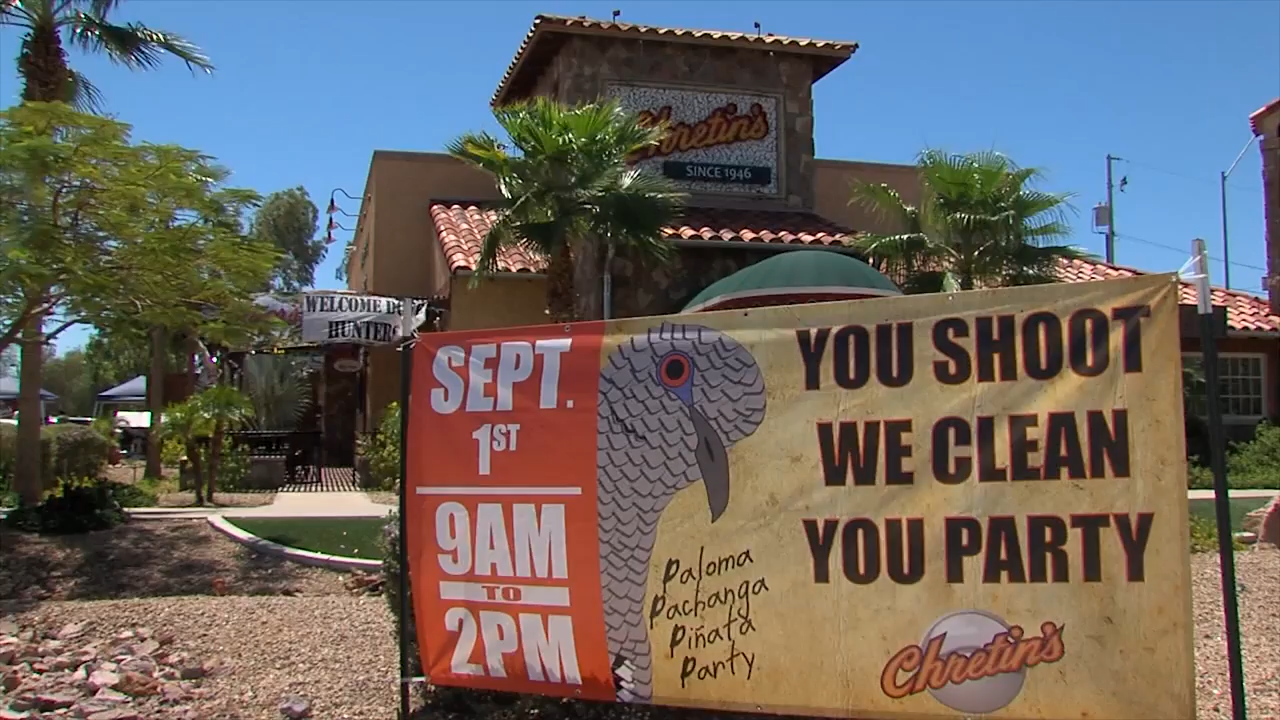 Chretin's
SINCE 1946
WELCOME
HUNTERS
SEPT.
1ST
9AM
TO
2PM
YOU SHOOT
WE CLEAN
YOU PARTY
Paloma
Pachanga
Piñata
Party
Chretin's